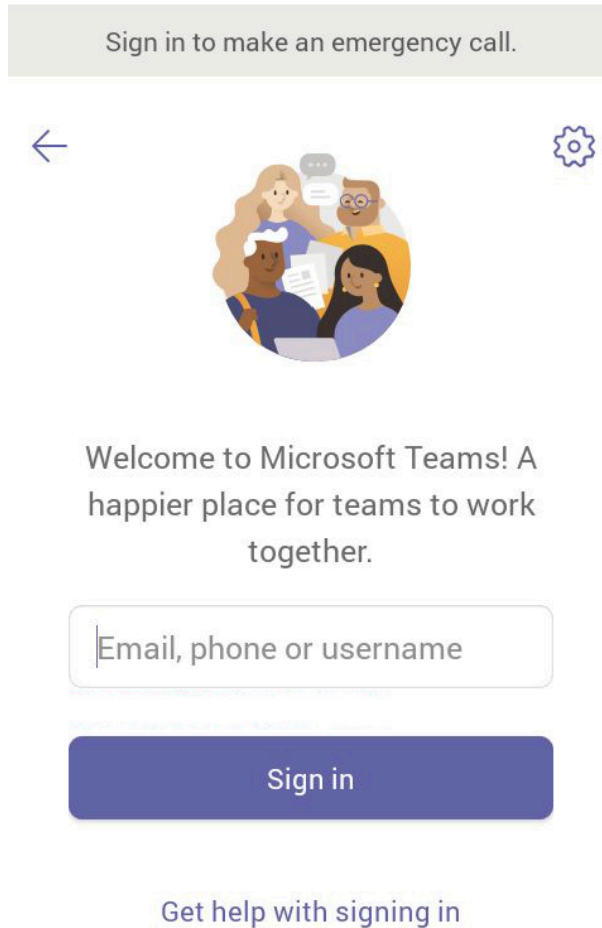 Sign in to make an emergency call.
Welcome to Microsoft Teams! A
happier place for teams to work
together.
Email, phone or username
Sign in
Get help with signing in